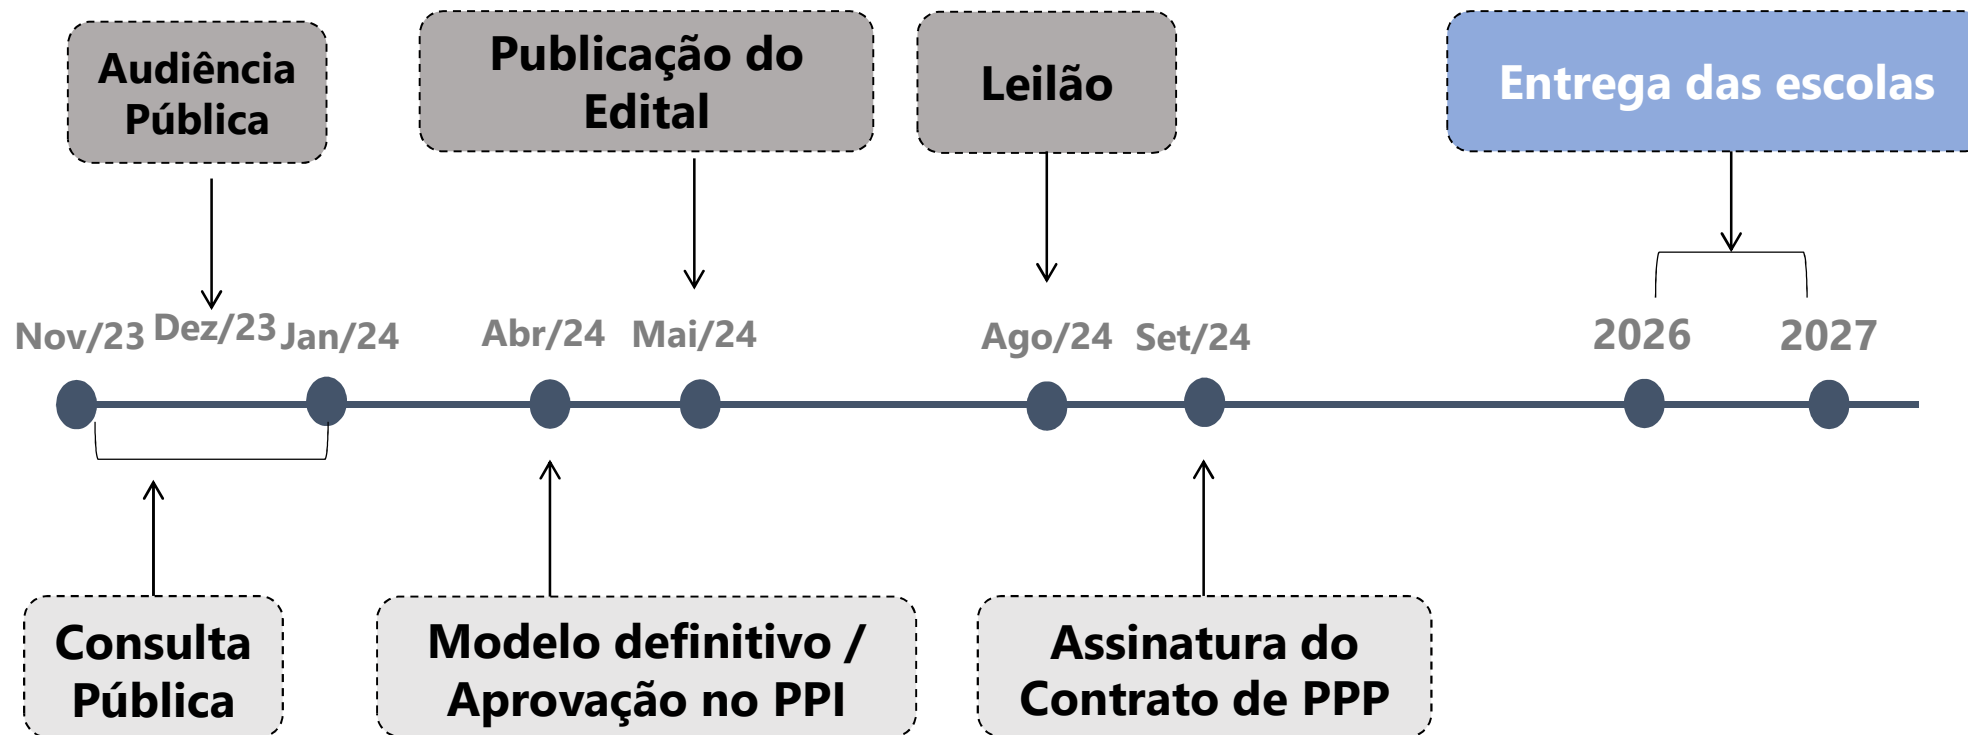 Audiência
Pública
Publicação do
Edital
Leilão
Entrega das escolas
Nov/23
Dez/23
Jan/24
Abr/24
Mai/24
Ago/24
Set/24
2026
2027
Consulta
Pública
Modelo definitivo /
Aprovação no PPI
Assinatura do
Contrato de PPP